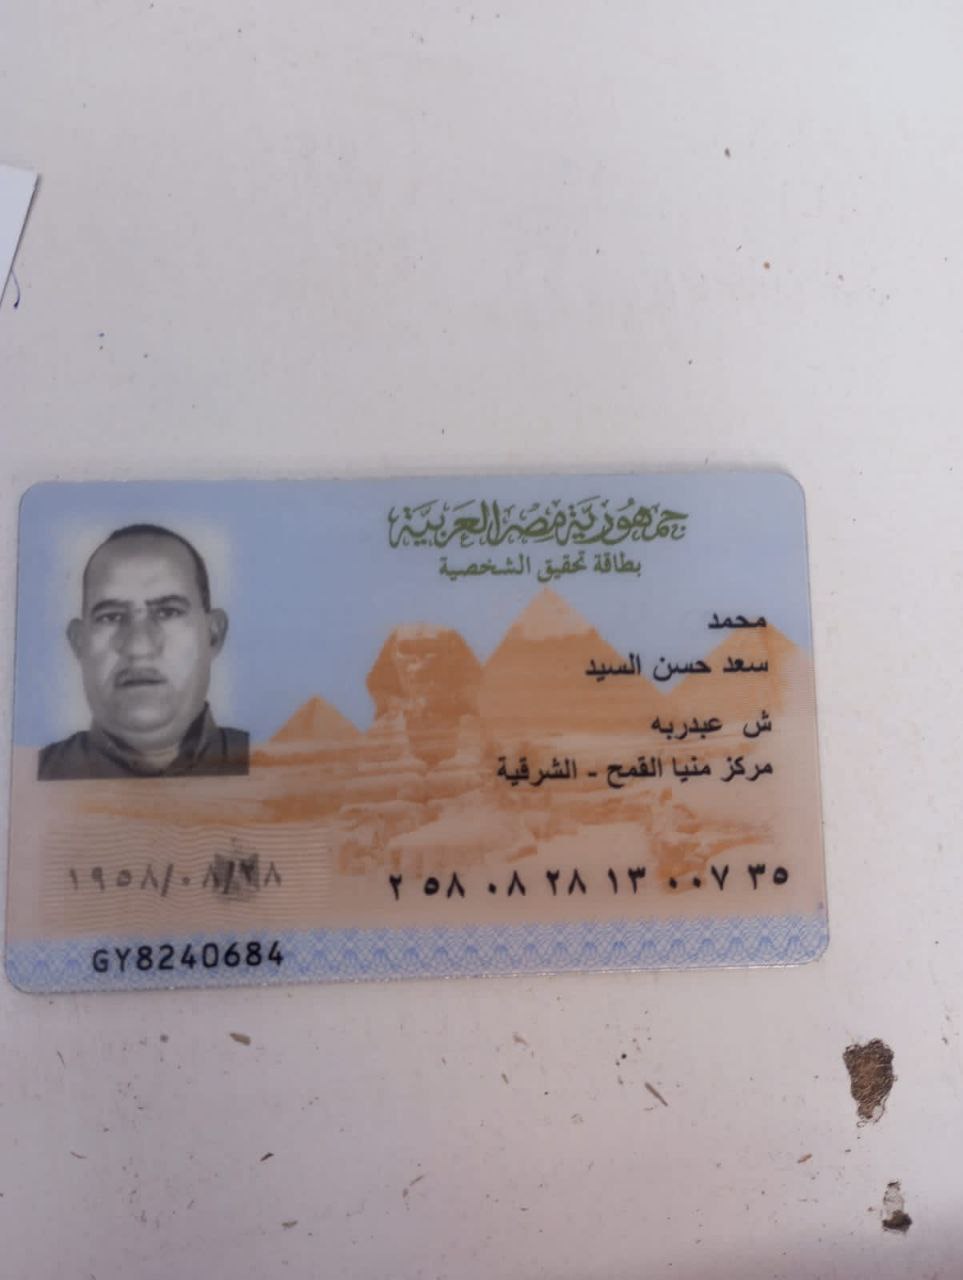 جمهورية مصر العربية
بطاقة تحقيق الشخصية
محمد
سعد حسن السيد
ش عبدربه
مركز منيا القمح - الشرقية
٢ ٥٨ ٠٨ ٢٨ ١٣ ٠٠٧ ٣٥
١٩٥٨/٠٨/٢٨
GY8240684